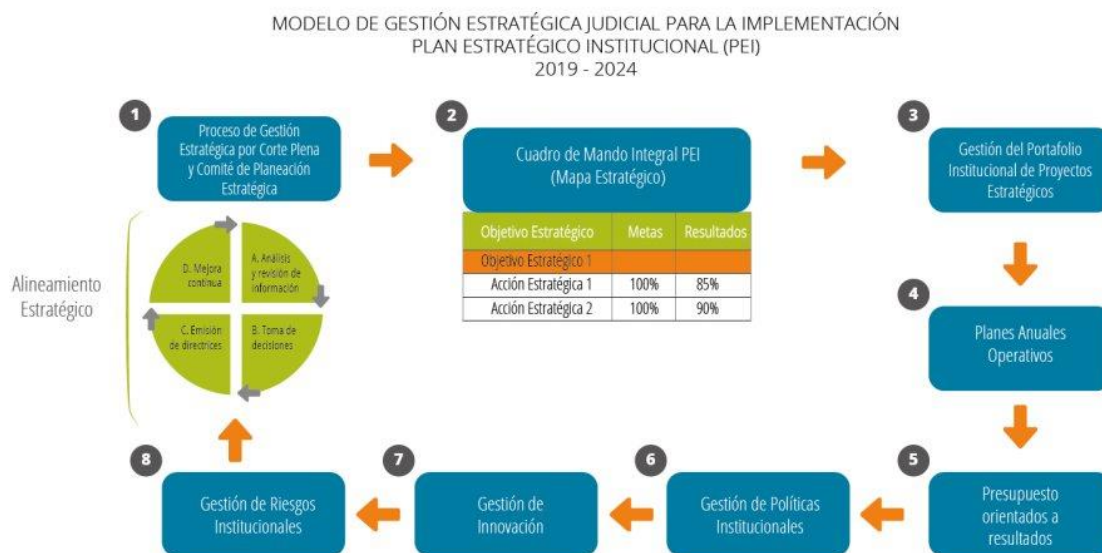 MODELO DE GESTIÓN ESTRATÉGICA JUDICIAL PARA LA IMPLEMENTACIÓN
PLAN ESTRATÉGICO INSTITUCIONAL (PEI)
2019 - 2024
1
Proceso de Gestión
Estratégica por Corte Plena
y Comité de Planeación
Estratégica
2
Cuadro de Mando Integral PEI
(Mapa Estratégico)
Objetivo Estratégico Metas Resultados
Objetivo Estratégico 1
Acción Estratégica 1 100% 85%
Acción Estratégica 2 100% 90%
3
Gestión del Portafolio
Institucional de Proyectos
Estratégicos
Alineamiento
Estratégico
D. Mejora
continua
A. Análisis
y revisión de
información
C. Emisión
de directrices
B. Toma de
decisiones
4
Planes Anuales
Operativos
5
Presupuesto
orientados a
resultados
6
Gestión de Políticas
Institucionales
7
Gestión de
Innovación
8
Gestión de Riesgos
Institucionales